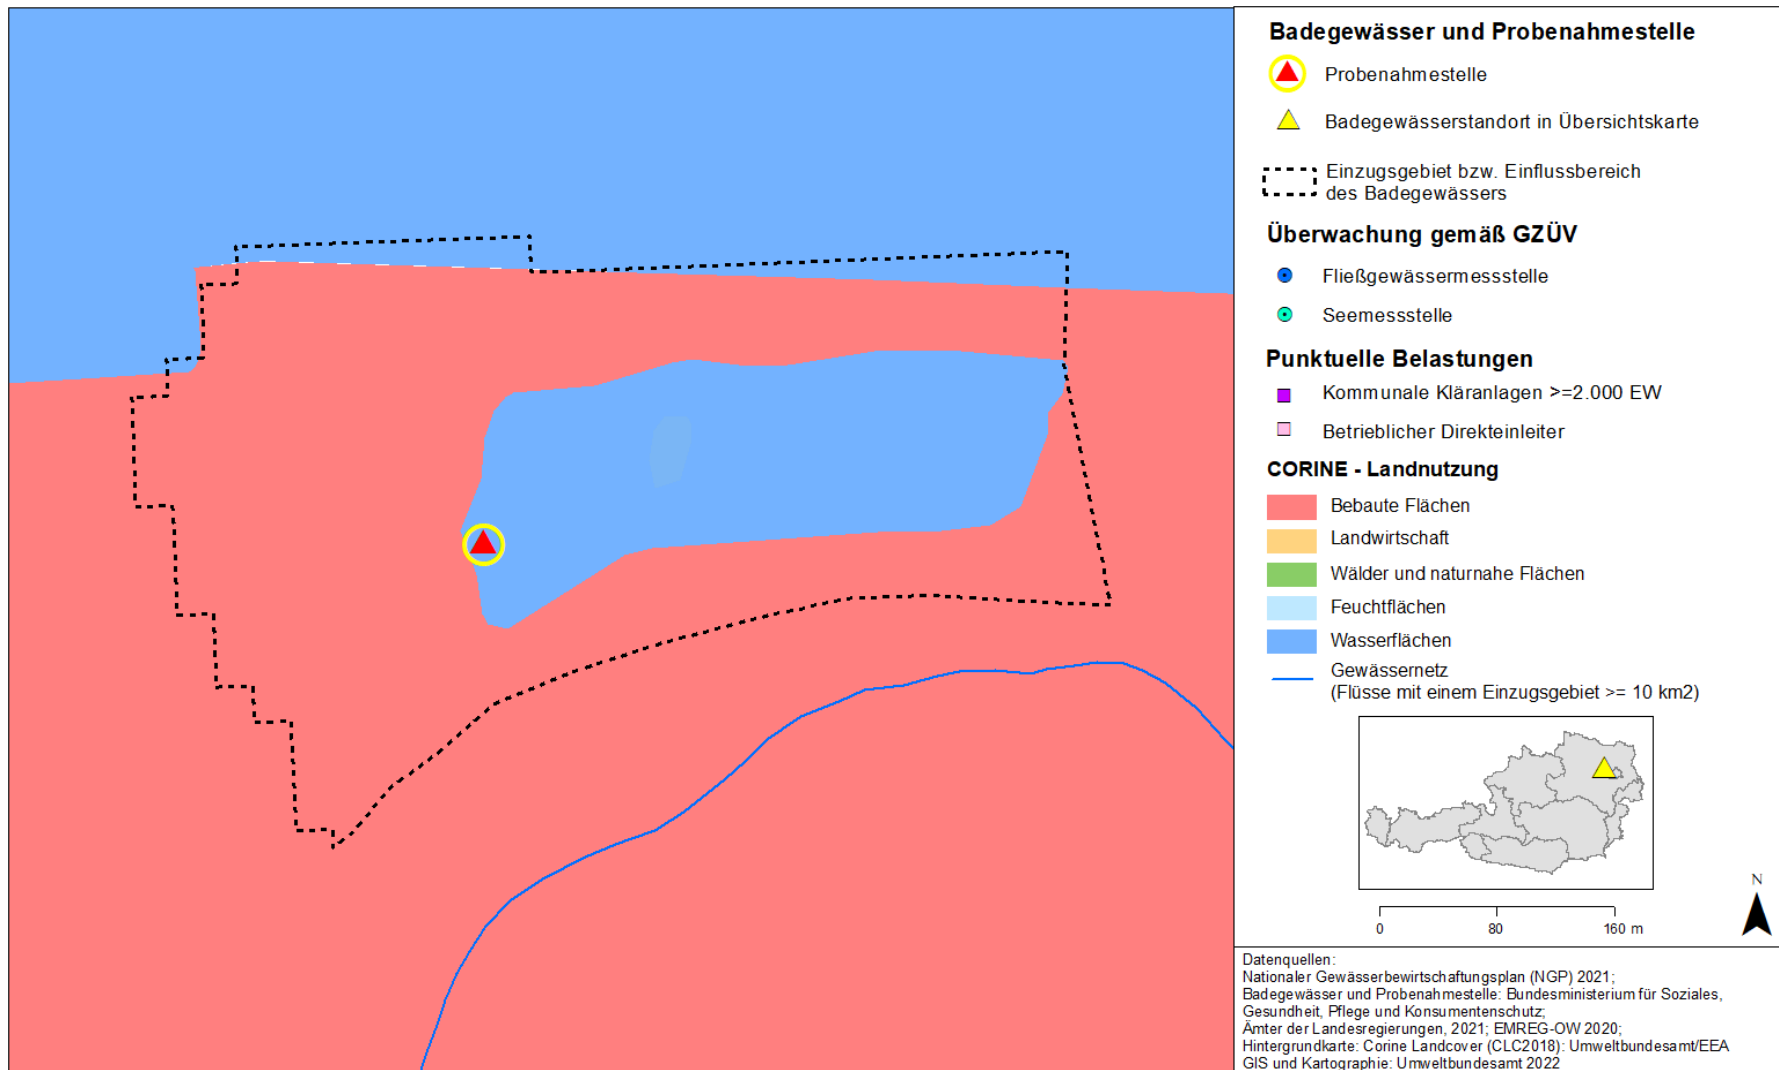 Badegewässer und Probenahmestelle
Probenahmestelle
Badegewässerstandort in Übersichtskarte
Einzugsgebiet bzw. Einflussbereich
des Badegewässers
Überwachung gemäß GZÜV
Fließgewässermessstelle
Seemessstelle
Punktuelle Belastungen
Kommunale Kläranlagen >=2.000 EW
Betrieblicher Direkteinleiter
CORINE - Landnutzung
Bebaute Flächen
Landwirtschaft
Wälder und naturnahe Flächen
Feuchtflächen
Wasserflächen
Gewässernetz
(Flüsse mit einem Einzugsgebiet >= 10 km2)
N
0 80 160 m
Datenquellen:
Nationaler Gewässerbewirtschaftungsplan (NGP) 2021;
Badegewässer und Probenahmestelle: Bundesministerium für Soziales,
Gesundheit, Pflege und Konsumentenschutz;
Ämter der Landesregierungen, 2021; EMREG-OW 2020;
Hintergrundkarte: Corine Landcover (CLC2018): Umweltbundesamt/EEA
GIS und Kartographie: Umweltbundesamt 2022